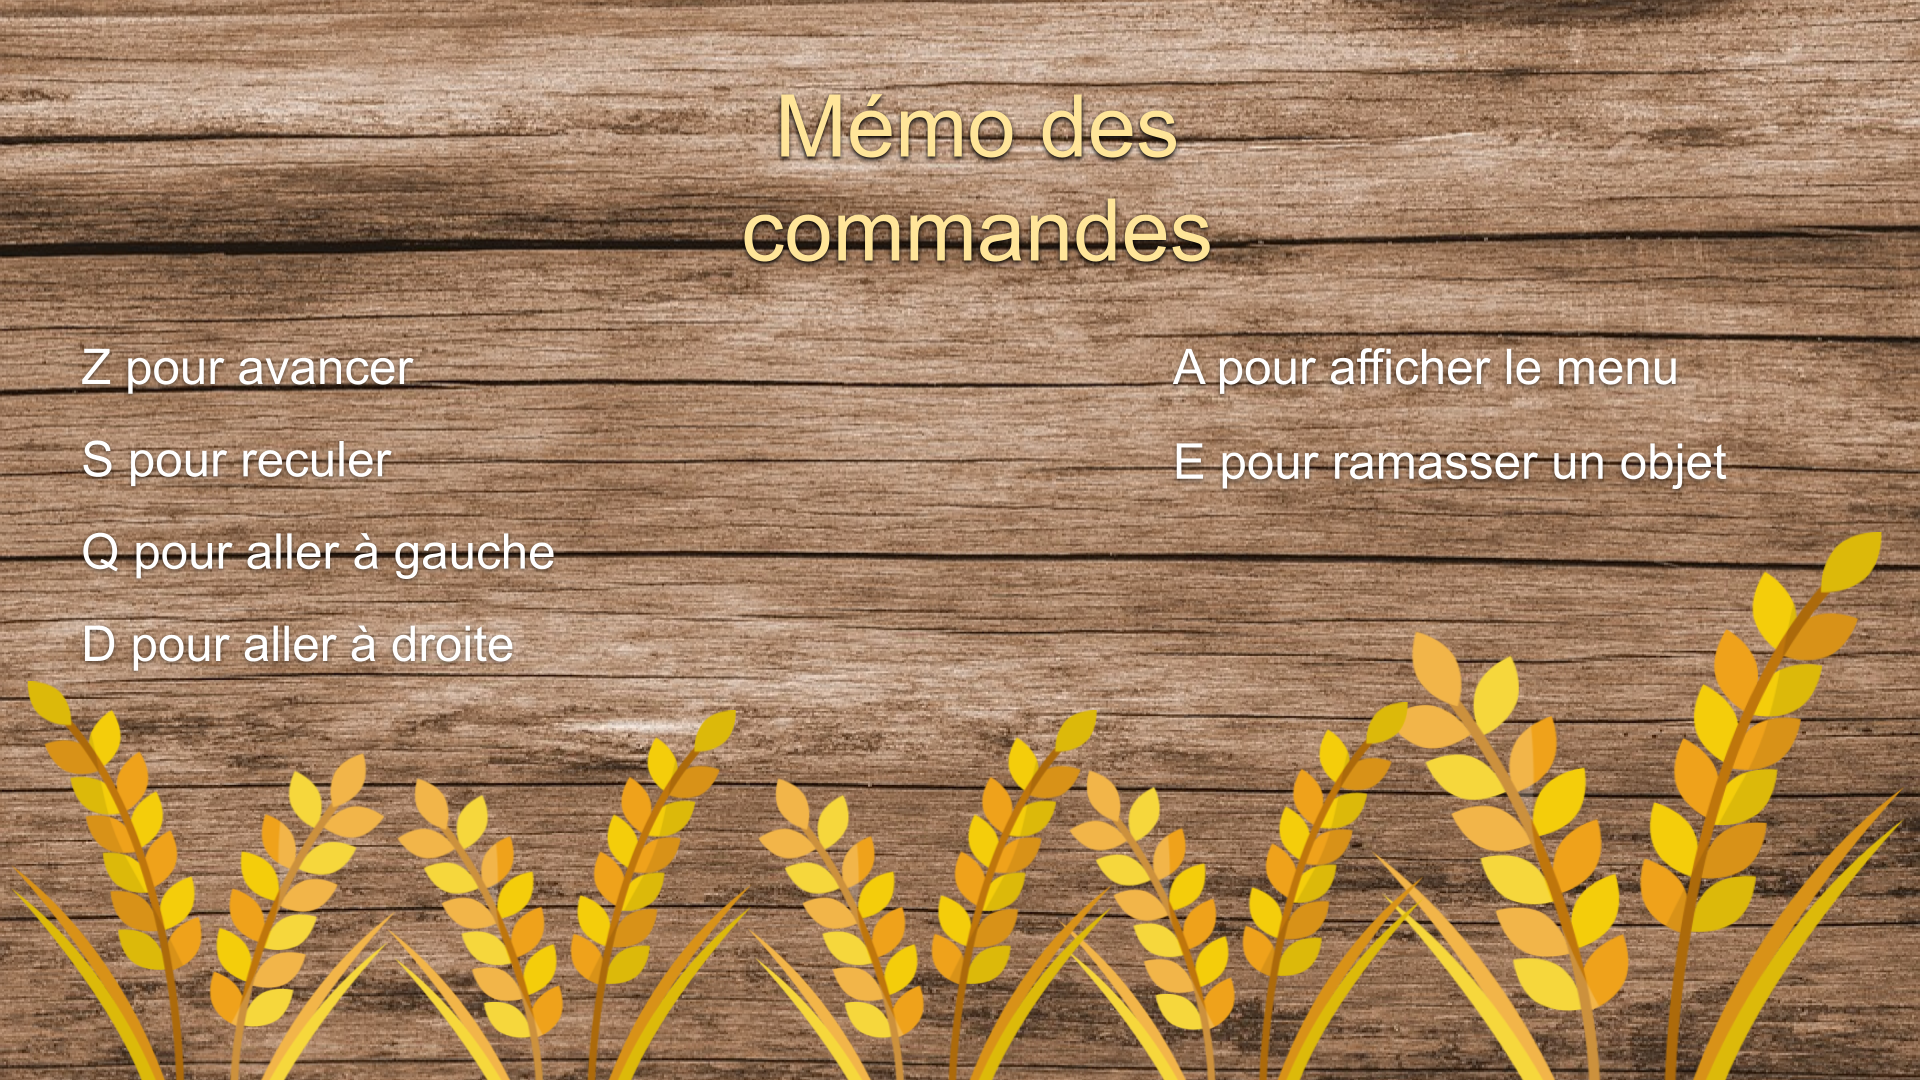 Mémo des
commandes
Z pour avancer
S pour reculer
Q pour aller à gauche
D pour aller à droite
A pour afficher le menu
E pour ramasser un objet